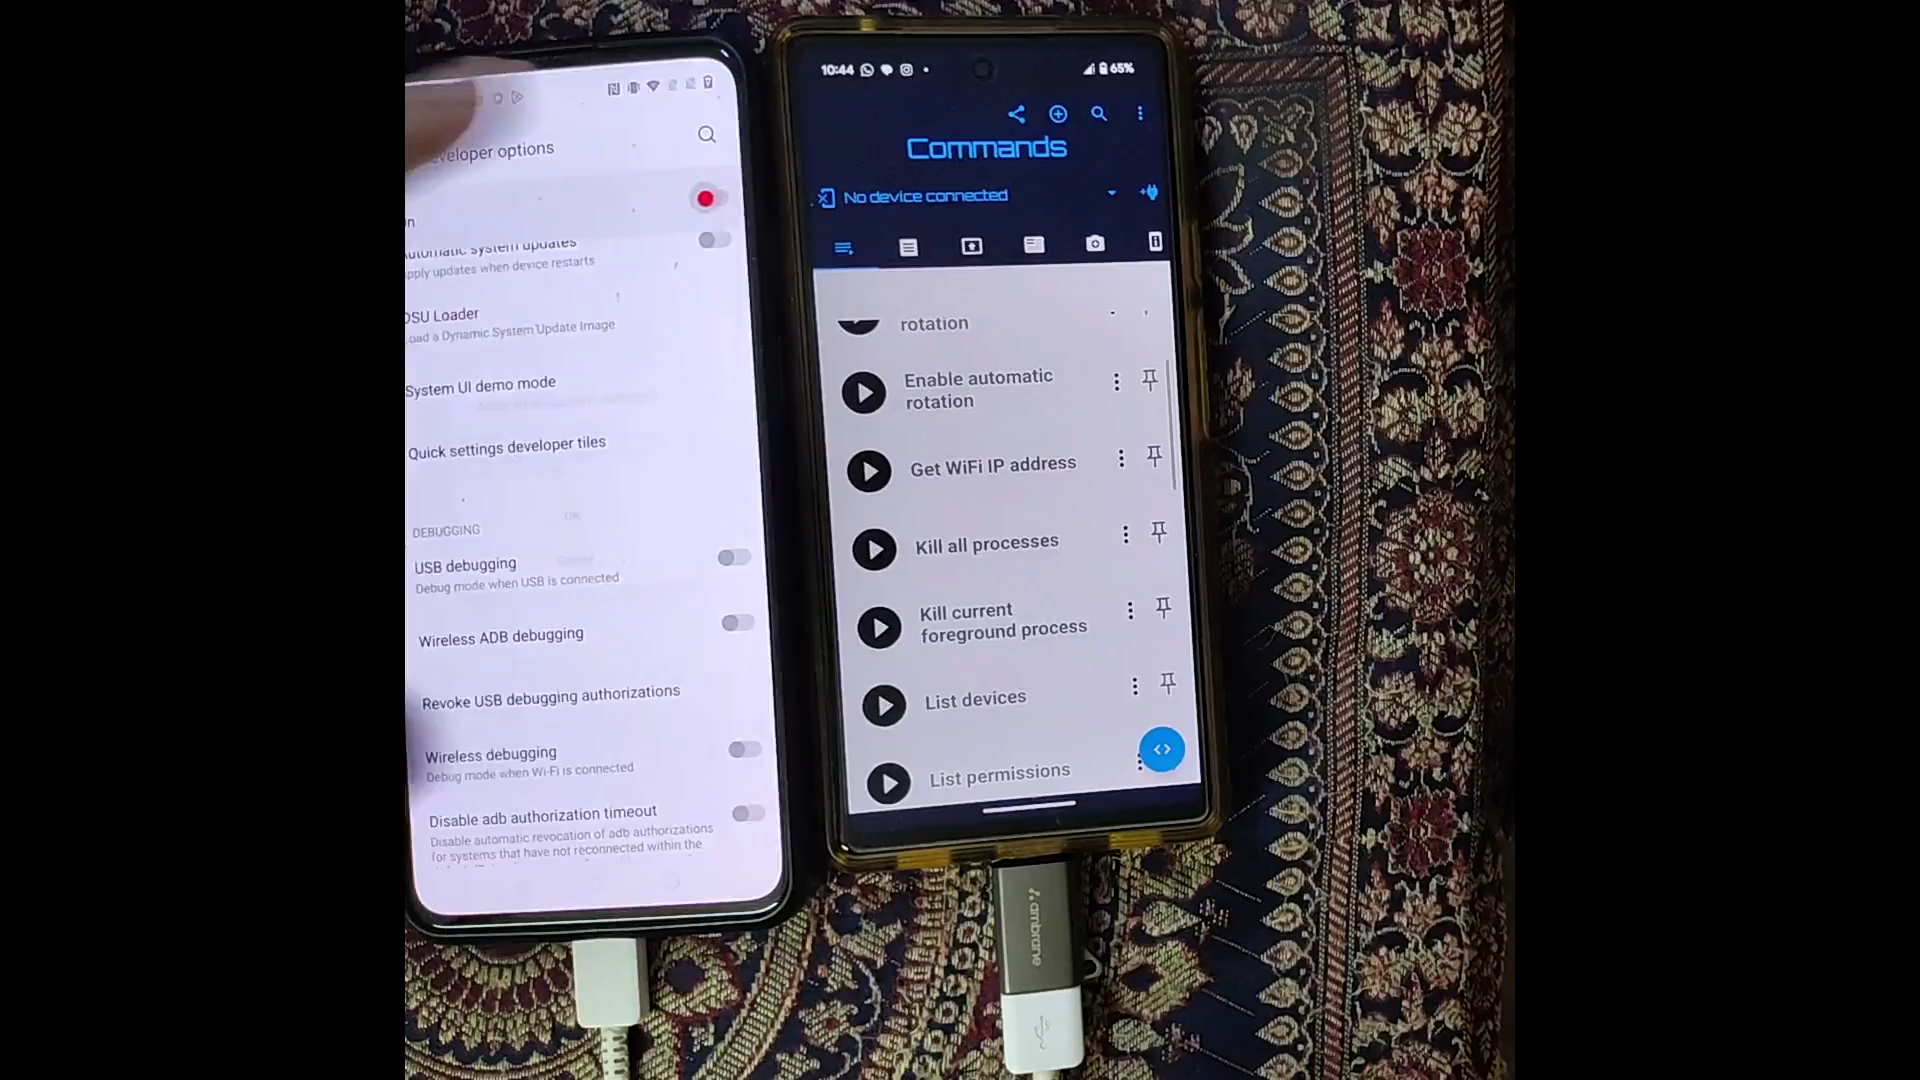 eveloper options
n
Automatic system updates
pply updates when device restarts
DSU Loader
oad a Dynamic System Update Image
System UI demo mode
Quick settings developer tiles
DEBUGGING
USB debugging
Debug mode when USB is connected
Wireless ADB debugging
Revoke USB debugging authorizations
Wireless debugging
Debug mode when Wi-Fi is connected
Disable adb authorization timeout
Disable automatic revocation of adb authorizations
for systems that have not reconnected within the
10:44
65%
Commands
No device connected
rotation
Enable automatic
rotation
Get WiFi IP address
Kill all processes
Kill current
foreground process
List devices
List permissions
ambrane